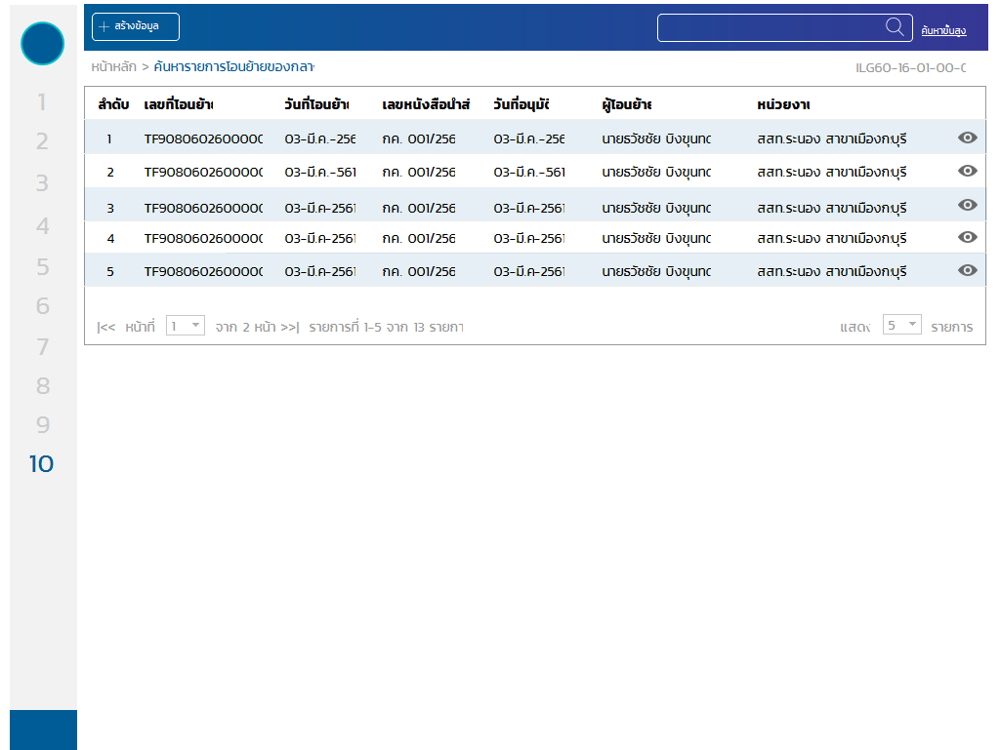 สร้างข้อมูล
ค้นหาขั้นสูง
หน้าหลัก > ค้นหารายการโอนย้ายของกลา
ILG60-16-01-00-0
1
2
3
4
5
6
7
8
9
10
ลำดับ เลขที่โอนย้า วันที่โอนย้า เลขหนังสือนำส่ วันที่อนุมั ผู้โอนย้า หน่วยงา
1 TF9080602600000 03-มี.ค.-256 กค. 001/256 03-มี.ค.-256 นายธวัชชัย บิงขุนท สสท.ระนอง สาขาเมืองกบุรี
2 TF9080602600000 03-มี.ค.-561 กค. 001/256 03-มี.ค.-561 นายธวัชชัย บิงขุนท สสท.ระนอง สาขาเมืองกบุรี
3 TF9080602600000 03-มี.ค-2561 กค. 001/256 03-มี.ค-2561 นายธวัชชัย บิงขุนท สสท.ระนอง สาขาเมืองกบุรี
4 TF9080602600000 03-มี.ค-2561 กค. 001/256 03-มี.ค-2561 นายธวัชชัย บิงขุนท สสท.ระนอง สาขาเมืองกบุรี
5 TF9080602600000 03-มี.ค-2561 กค. 001/256 03-มี.ค-2561 นายธวัชชัย บิงขุนท สสท.ระนอง สาขาเมืองกบุรี
|<< หน้าที่ 1 จาก 2 หน้า >>| รายการที่ 1-5 จาก 13 รายกา แสด 5 รายการ